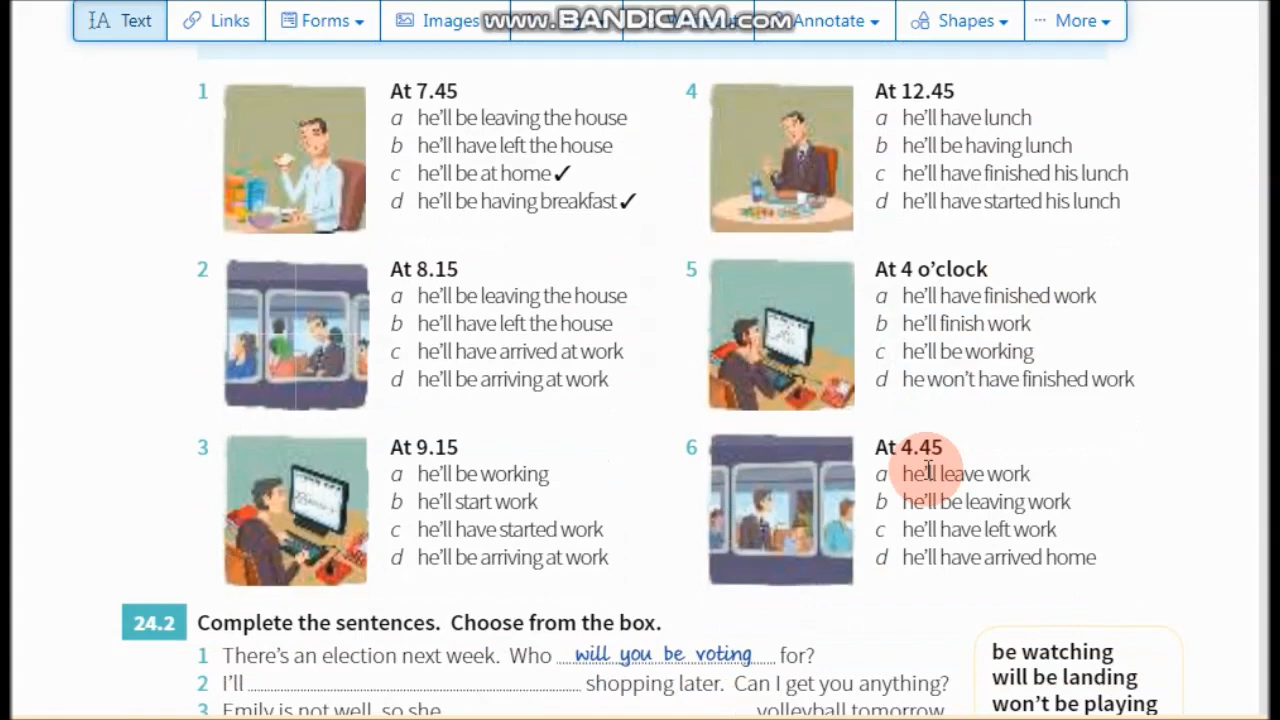 Text Links Forms Images Annotate Shapes More
www.BANDICAM.com
1 At 7.45
a he'll be leaving the house
b he'll have left the house
c he'll be at home ✓
d he'll be having breakfast ✓
2 At 8.15
a he'll be leaving the house
b he'll have left the house
c he'll have arrived at work
d he'll be arriving at work
3 At 9.15
a he'll be working
b he'll start work
c he'll have started work
d he'll be arriving at work
4 At 12.45
a he'll have lunch
b he'll be having lunch
c he'll have finished his lunch
d he'll have started his lunch
5 At 4 o'clock
a he'll have finished work
b he'll finish work
c he'll be working
d he won't have finished work
6 At 4.45
a he'll leave work
b he'll be leaving work
c he'll have left work
d he'll have arrived home
24.2 Complete the sentences. Choose from the box.
1 There's an election next week. Who will you be voting for?
2 I'll shopping later. Can I get you anything?
3 Emily is not well, so she volleyball tomorrow.
be watching
will be landing
won't be playing